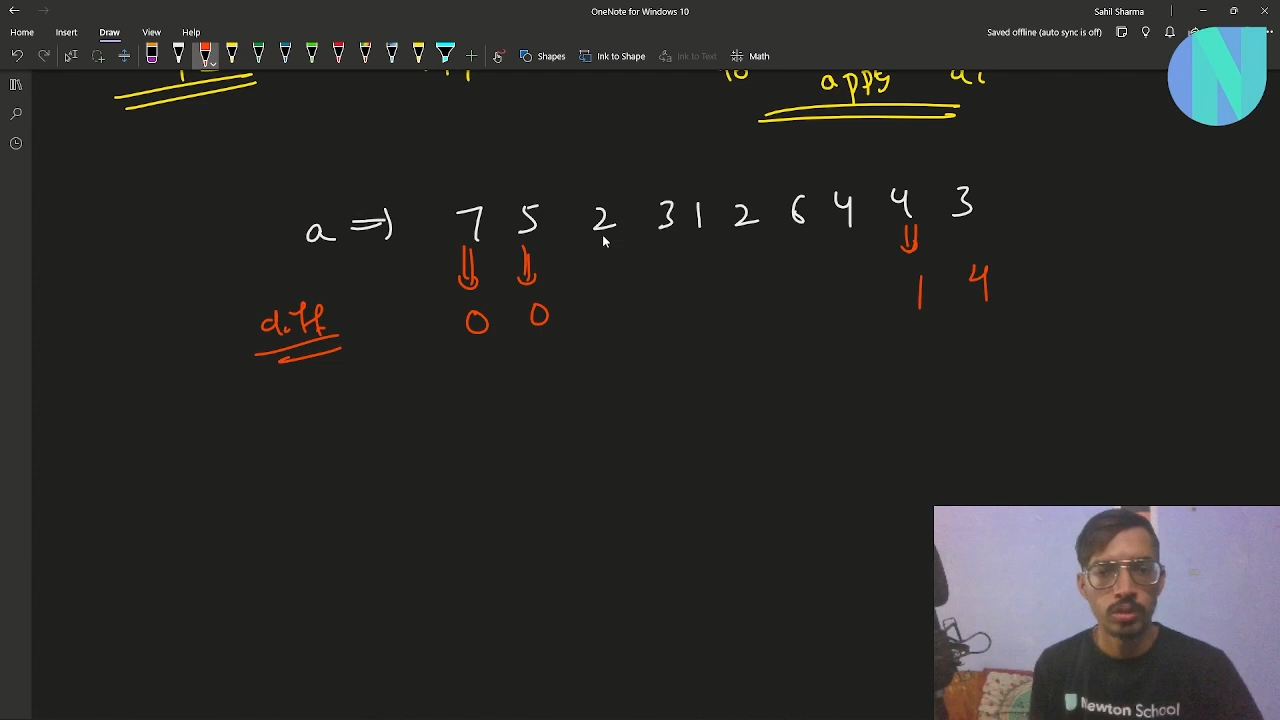 OneNote for Windows 10
Sahil Sharma
Home Insert Draw View Help
Saved offline (auto sync is off)
Shapes Ink to Shape Ink to Text Math
appy
a => 7 5 2 3 1 2 6 4 4 3
1 4
diff 0 0
Newton School